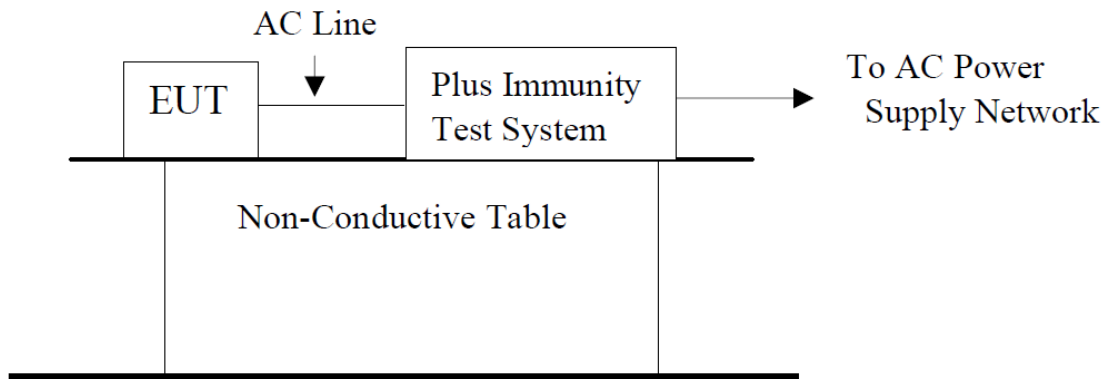 AC Line
EUT
Plus Immunity
Test System
To AC Power
Supply Network
Non-Conductive Table